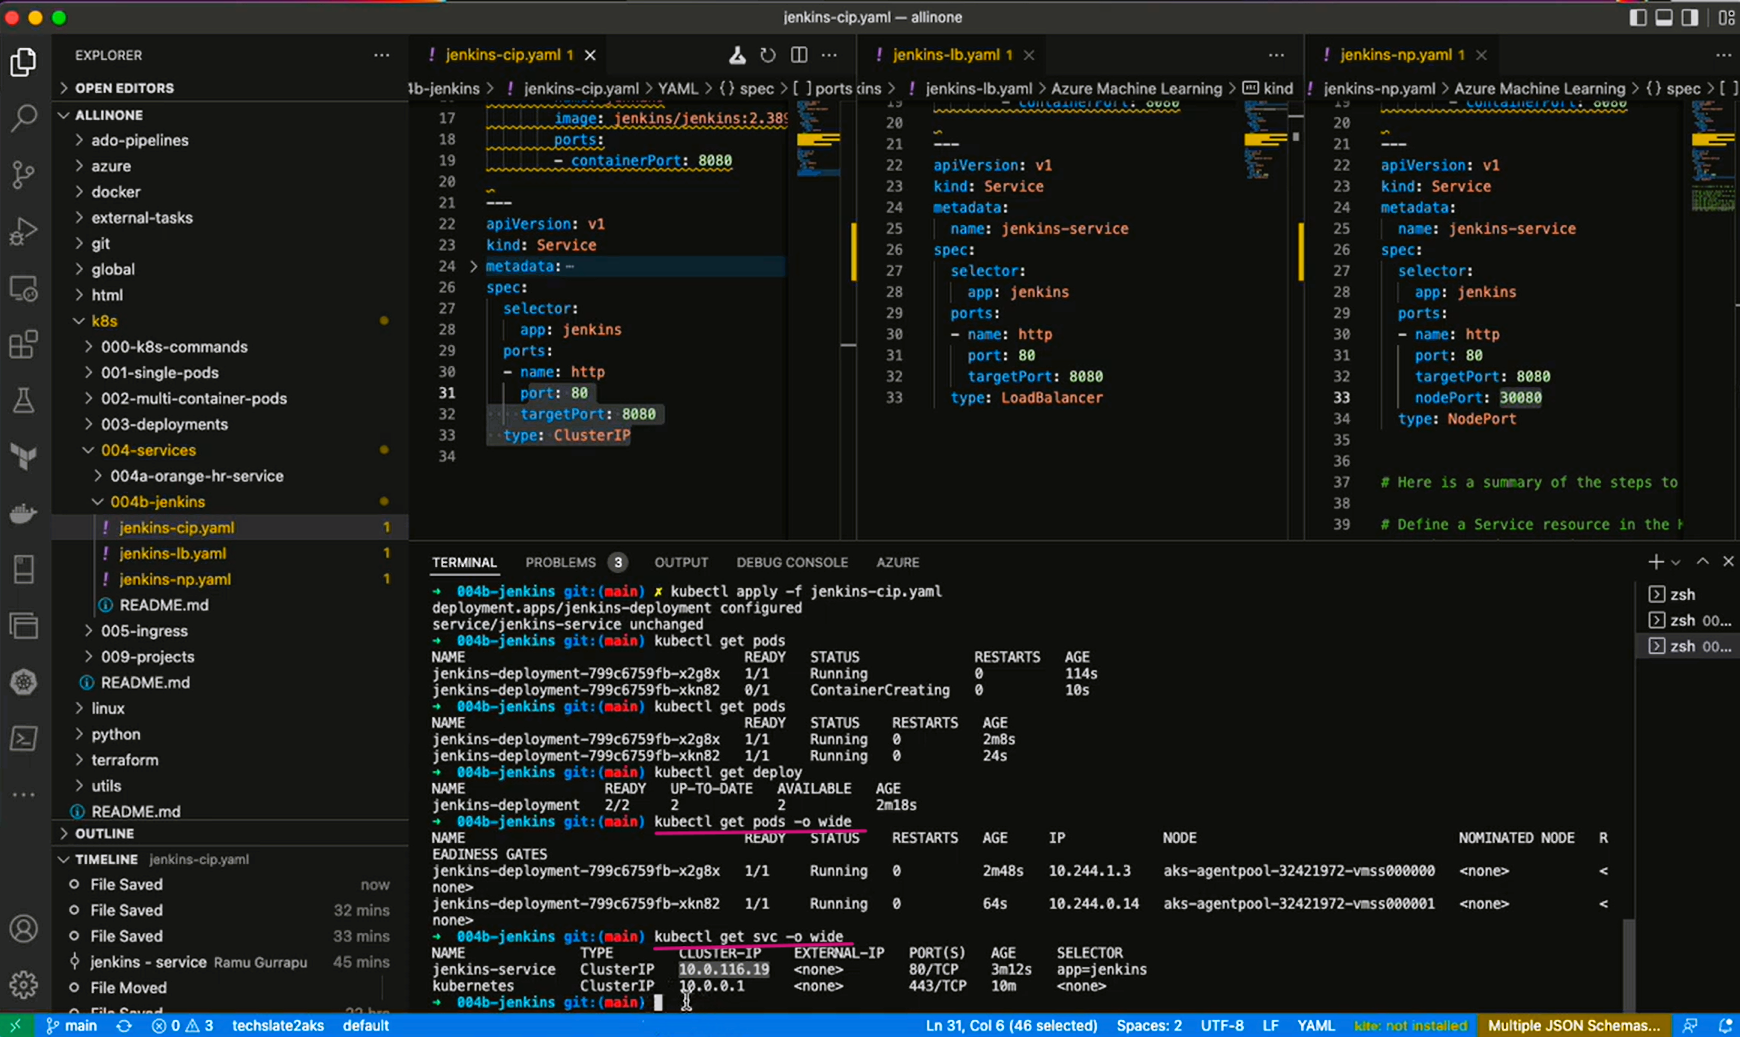 jenkins-cip.yaml — allinone
EXPLORER
OPEN EDITORS
ALLINONE
ado-pipelines
azure
docker
external-tasks
git
global
html
k8s
000-k8s-commands
001-single-pods
002-multi-container-pods
003-deployments
004-services
004a-orange-hr-service
004b-jenkins
! jenkins-cip.yaml 1
! jenkins-lb.yaml 1
! jenkins-np.yaml 1
README.md
005-ingress
009-projects
README.md
linux
python
terraform
utils
README.md
OUTLINE
TIMELINE jenkins-cip.yaml
File Saved now
File Saved 32 mins
File Saved 33 mins
jenkins - service Ramu Gurrapu 45 mins
File Moved
! jenkins-cip.yaml 1
4b-jenkins > ! jenkins-cip.yaml > YAML > {} spec > [ ] ports
17 image: jenkins/jenkins:2.389
18 ports:
19 - containerPort: 8080
20
21 ---
22 apiVersion: v1
23 kind: Service
24 metadata: …
26 spec:
27 selector:
28 app: jenkins
29 ports:
30 - name: http
31 port: 80
32 targetPort: 8080
33 type: ClusterIP
34
! jenkins-lb.yaml 1
kins > ! jenkins-lb.yaml > Azure Machine Learning > kind
19 - containerPort: 8080
20
21 ---
22 apiVersion: v1
23 kind: Service
24 metadata:
25 name: jenkins-service
26 spec:
27 selector:
28 app: jenkins
29 ports:
30 - name: http
31 port: 80
32 targetPort: 8080
33 type: LoadBalancer
! jenkins-np.yaml 1
! jenkins-np.yaml > Azure Machine Learning > {} spec > [ ]
19 - containerPort: 8080
20
21 ---
22 apiVersion: v1
23 kind: Service
24 metadata:
25 name: jenkins-service
26 spec:
27 selector:
28 app: jenkins
29 ports:
30 - name: http
31 port: 80
32 targetPort: 8080
33 nodePort: 30080
34 type: NodePort
35
36
37 # Here is a summary of the steps to
38
39 # Define a Service resource in the
TERMINAL PROBLEMS 3 OUTPUT DEBUG CONSOLE AZURE
→ 004b-jenkins git:(main) ✗ kubectl apply -f jenkins-cip.yaml
deployment.apps/jenkins-deployment configured
service/jenkins-service unchanged
→ 004b-jenkins git:(main) kubectl get pods
NAME READY STATUS RESTARTS AGE
jenkins-deployment-799c6759fb-x2g8x 1/1 Running 0 114s
jenkins-deployment-799c6759fb-xkn82 0/1 ContainerCreating 0 10s
→ 004b-jenkins git:(main) kubectl get pods
NAME READY STATUS RESTARTS AGE
jenkins-deployment-799c6759fb-x2g8x 1/1 Running 0 2m8s
jenkins-deployment-799c6759fb-xkn82 1/1 Running 0 24s
→ 004b-jenkins git:(main) kubectl get deploy
NAME READY UP-TO-DATE AVAILABLE AGE
jenkins-deployment 2/2 2 2 2m18s
→ 004b-jenkins git:(main) kubectl get pods -o wide
NAME READY STATUS RESTARTS AGE IP NODE NOMINATED NODE R
EADINESS GATES
jenkins-deployment-799c6759fb-x2g8x 1/1 Running 0 2m48s 10.244.1.3 aks-agentpool-32421972-vmss000000 <none> <
none>
jenkins-deployment-799c6759fb-xkn82 1/1 Running 0 64s 10.244.0.14 aks-agentpool-32421972-vmss000001 <none> <
none>
→ 004b-jenkins git:(main) kubectl get svc -o wide
NAME TYPE CLUSTER-IP EXTERNAL-IP PORT(S) AGE SELECTOR
jenkins-service ClusterIP 10.0.116.19 <none> 80/TCP 3m12s app=jenkins
kubernetes ClusterIP 10.0.0.1 <none> 443/TCP 10m <none>
→ 004b-jenkins git:(main)
zsh
zsh 00...
zsh 00...
main 0 3 techslate2aks default
Ln 31, Col 6 (46 selected) Spaces: 2 UTF-8 LF YAML kite: not installed Multiple JSON Schemas...